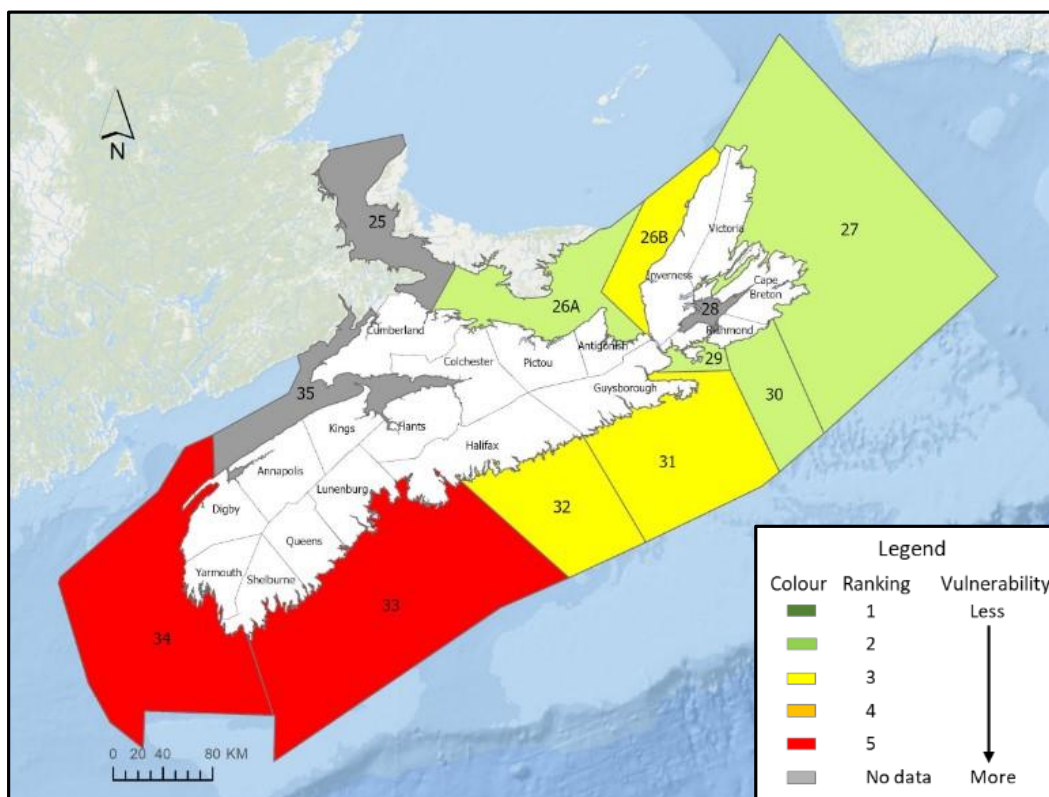 N
25
26B
Victoria
27
Inverness
Cape
Breton
26A
28
Richmond
Cumberland
Antigonish
Colchester
Pictou
29
35
Guysborough
30
Kings
Hants
Halifax
31
Annapolis
Lunenburg
32
Digby
Queens
Yarmouth
Shelburne
33
34
0 20 40 80 KM
Legend
Colour Ranking Vulnerability
1 Less
2
3
4
5
No data More